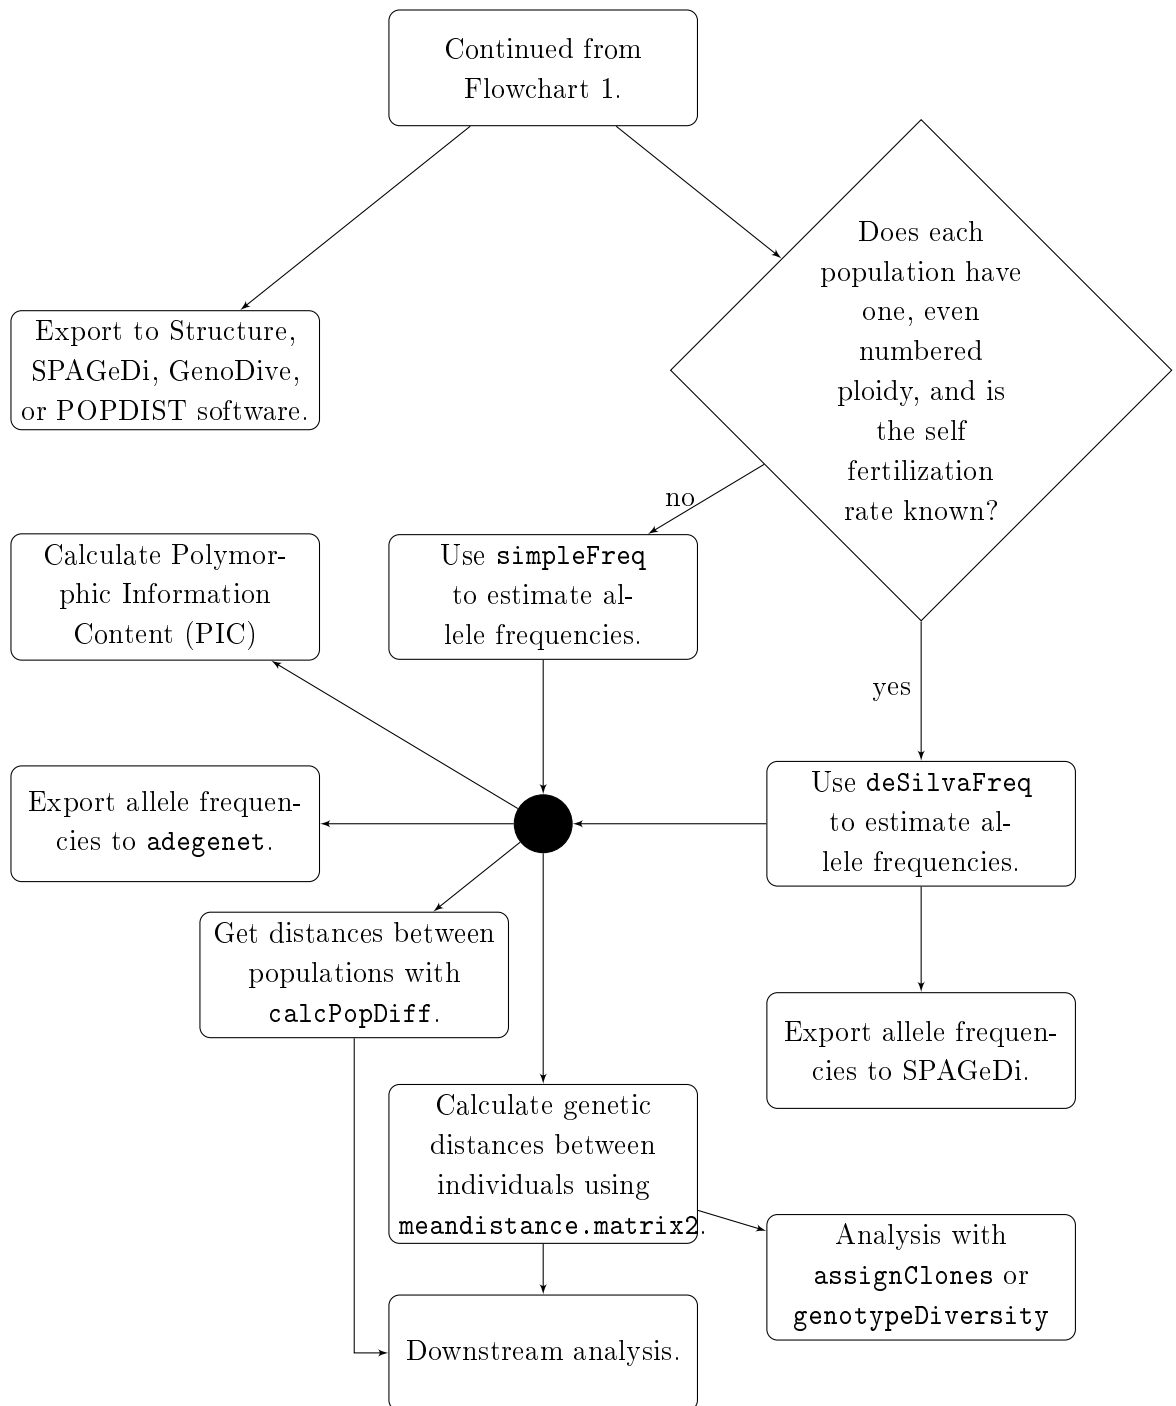 Continued from
Flowchart 1.
Does each
population have
one, even
numbered
ploidy, and is
the self
fertilization
rate known?
Export to Structure,
SPAGeDi, GenoDive,
or POPDIST software.
no
Calculate Polymor-
phic Information
Content (PIC)
Use simpleFreq
to estimate al-
lele frequencies.
yes
Export allele frequen-
cies to adegenet.
Use deSilvaFreq
to estimate al-
lele frequencies.
Get distances between
populations with
calcPopDiff.
Export allele frequen-
cies to SPAGeDi.
Calculate genetic
distances between
individuals using
meandistance.matrix2.
Analysis with
assignClones or
genotypeDiversity
Downstream analysis.